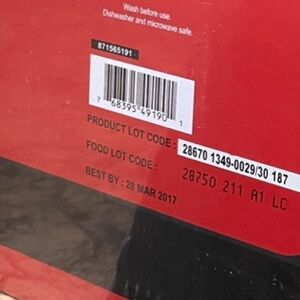 Wash before use.
Dishwasher and microwave safe.
871565191
7 68395 49190 1
PRODUCT LOT CODE : 28670 1349-0029/30 187
FOOD LOT CODE : 28750 211 A1 LC
BEST BY : 28 MAR 2017